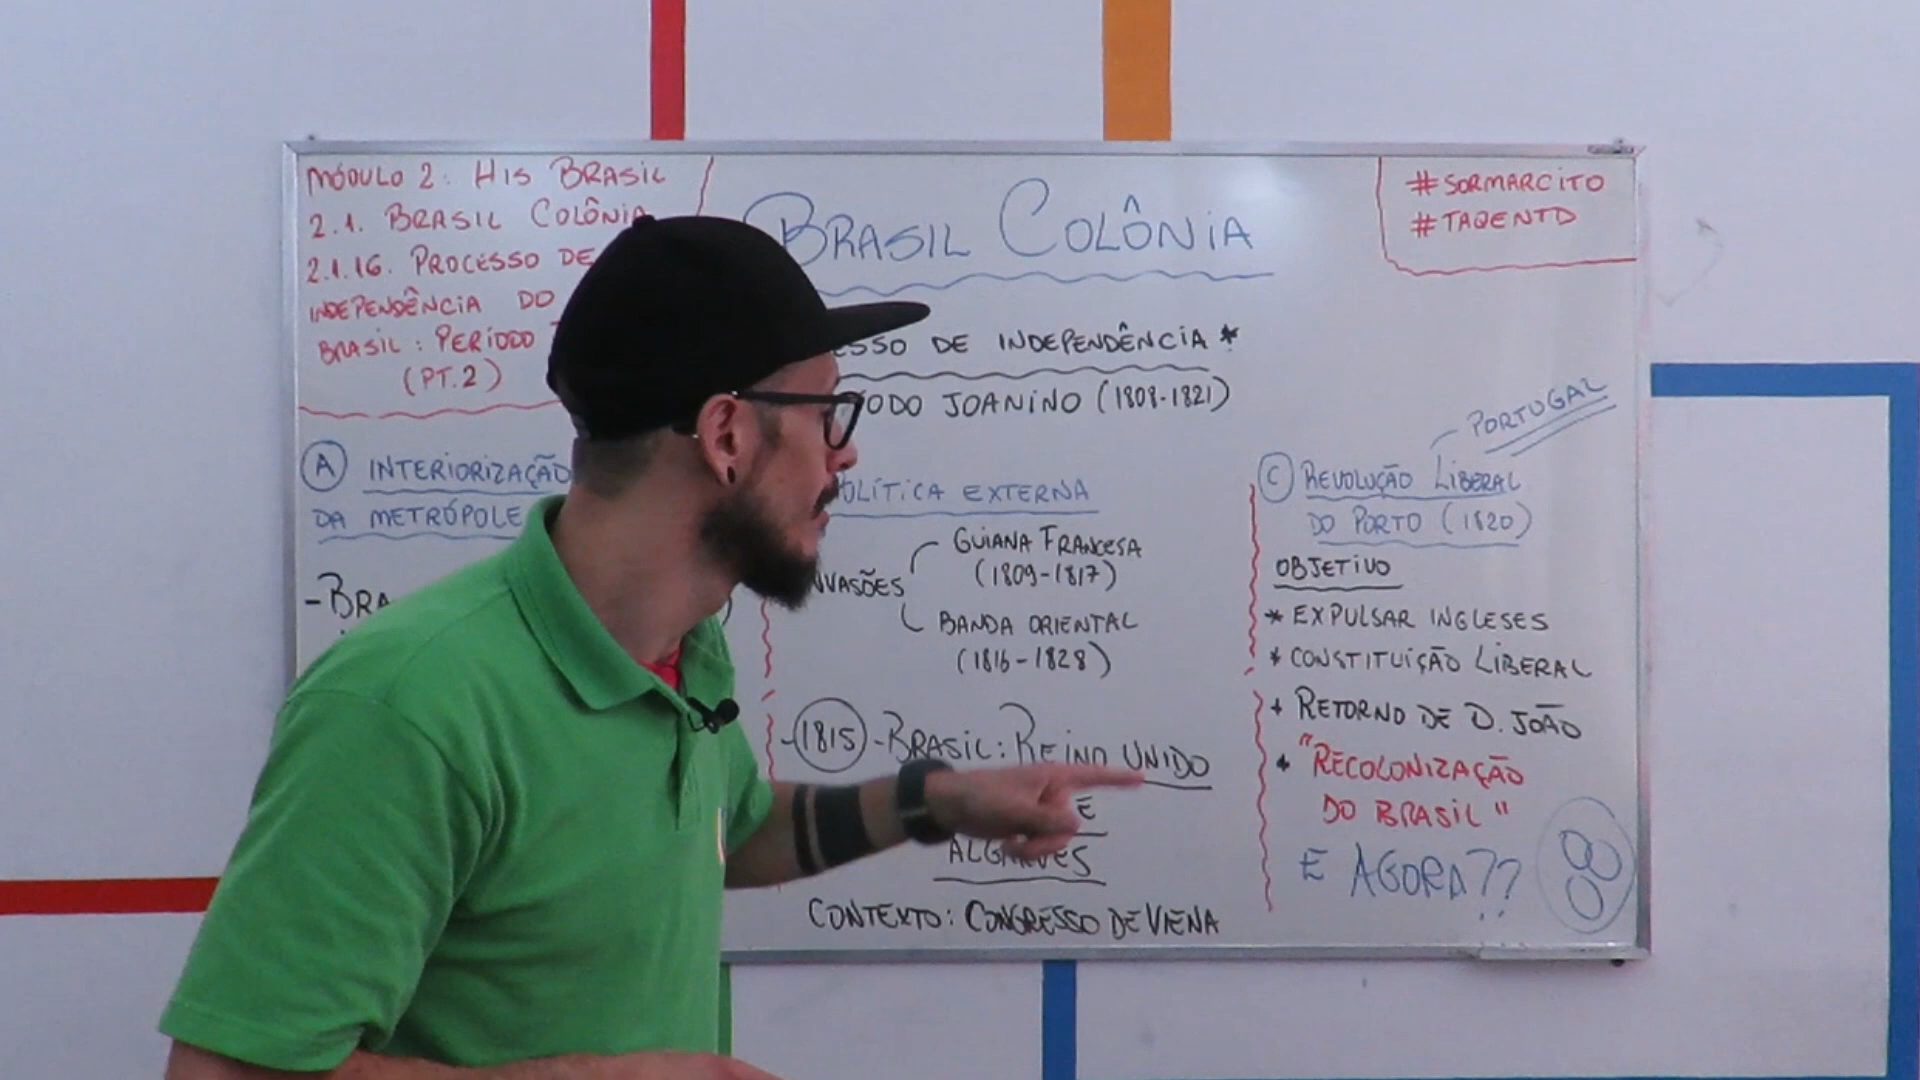 MÓDULO 2: HIS BRASIL
2.1. BRASIL COLÔNIA
2.1.16. PROCESSO DE
INDEPENDÊNCIA DO
BRASIL: PERÍODO
(PT.2)
BRASIL COLÔNIA
#SORMARCITO
#TAQENTD
ESSO DE INDEPENDÊNCIA *
ÍODO JOANINO (1808-1821)
A INTERIORIZAÇÃO
DA METRÓPOLE
-BRA
POLÍTICA EXTERNA
INVASÕES
GUIANA FRANCESA
(1809-1817)
BANDA ORIENTAL
(1816-1828)
-1815-BRASIL: REINO UNIDO
E
ALGARVES
CONTEXTO: CONGRESSO DE VIENA
PORTUGAL
C REVOLUÇÃO LIBERAL
DO PORTO (1820)
OBJETIVO
* EXPULSAR INGLESES
* CONSTITUIÇÃO LIBERAL
+ RETORNO DE D. JOÃO
+ "RECOLONIZAÇÃO
DO BRASIL"
E AGORA??